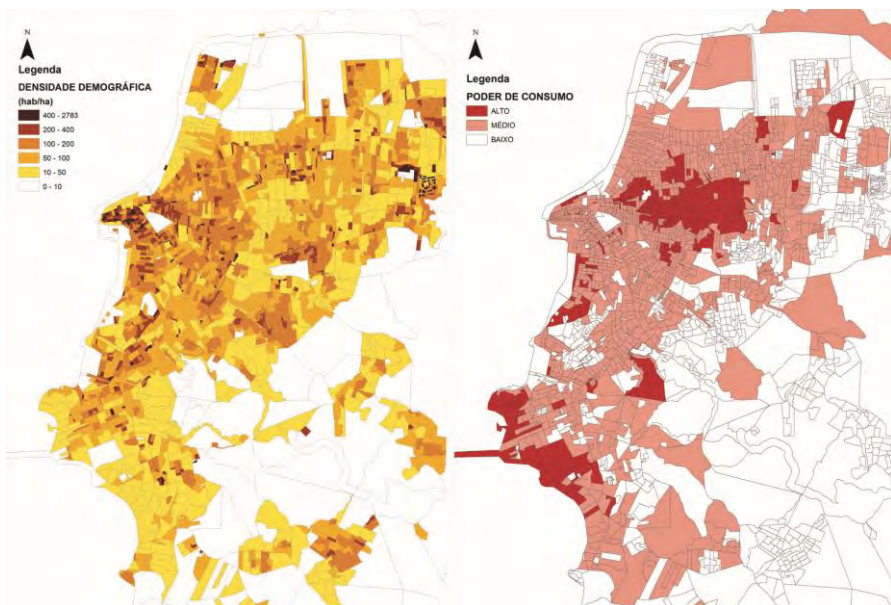 N
Legenda
DENSIDADE DEMOGRÁFICA
(hab/ha)
400 - 2783
200 - 400
100 - 200
50 - 100
10 - 50
0 - 10
N
Legenda
PODER DE CONSUMO
ALTO
MÉDIO
BAIXO